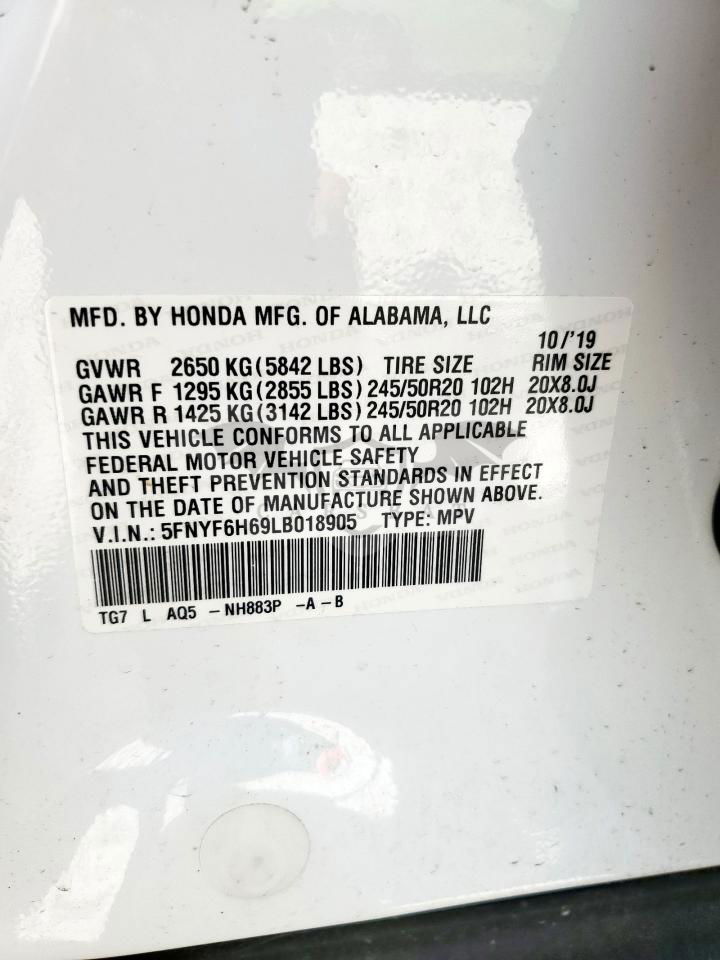 MFD. BY HONDA MFG. OF ALABAMA, LLC
10/'19
GVWR 2650 KG(5842 LBS) TIRE SIZE RIM SIZE
GAWR F 1295 KG(2855 LBS)245/50R20 102H 20X8.0J
GAWR R 1425 KG(3142 LBS)245/50R20 102H 20X8.0J
THIS VEHICLE CONFORMS TO ALL APPLICABLE
FEDERAL MOTOR VEHICLE SAFETY
AND THEFT PREVENTION STANDARDS IN EFFECT
ON THE DATE OF MANUFACTURE SHOWN ABOVE.
V.I.N.: 5FNYF6H69LB018905 TYPE: MPV
TG7 L AQ5 -NH883P -A-B